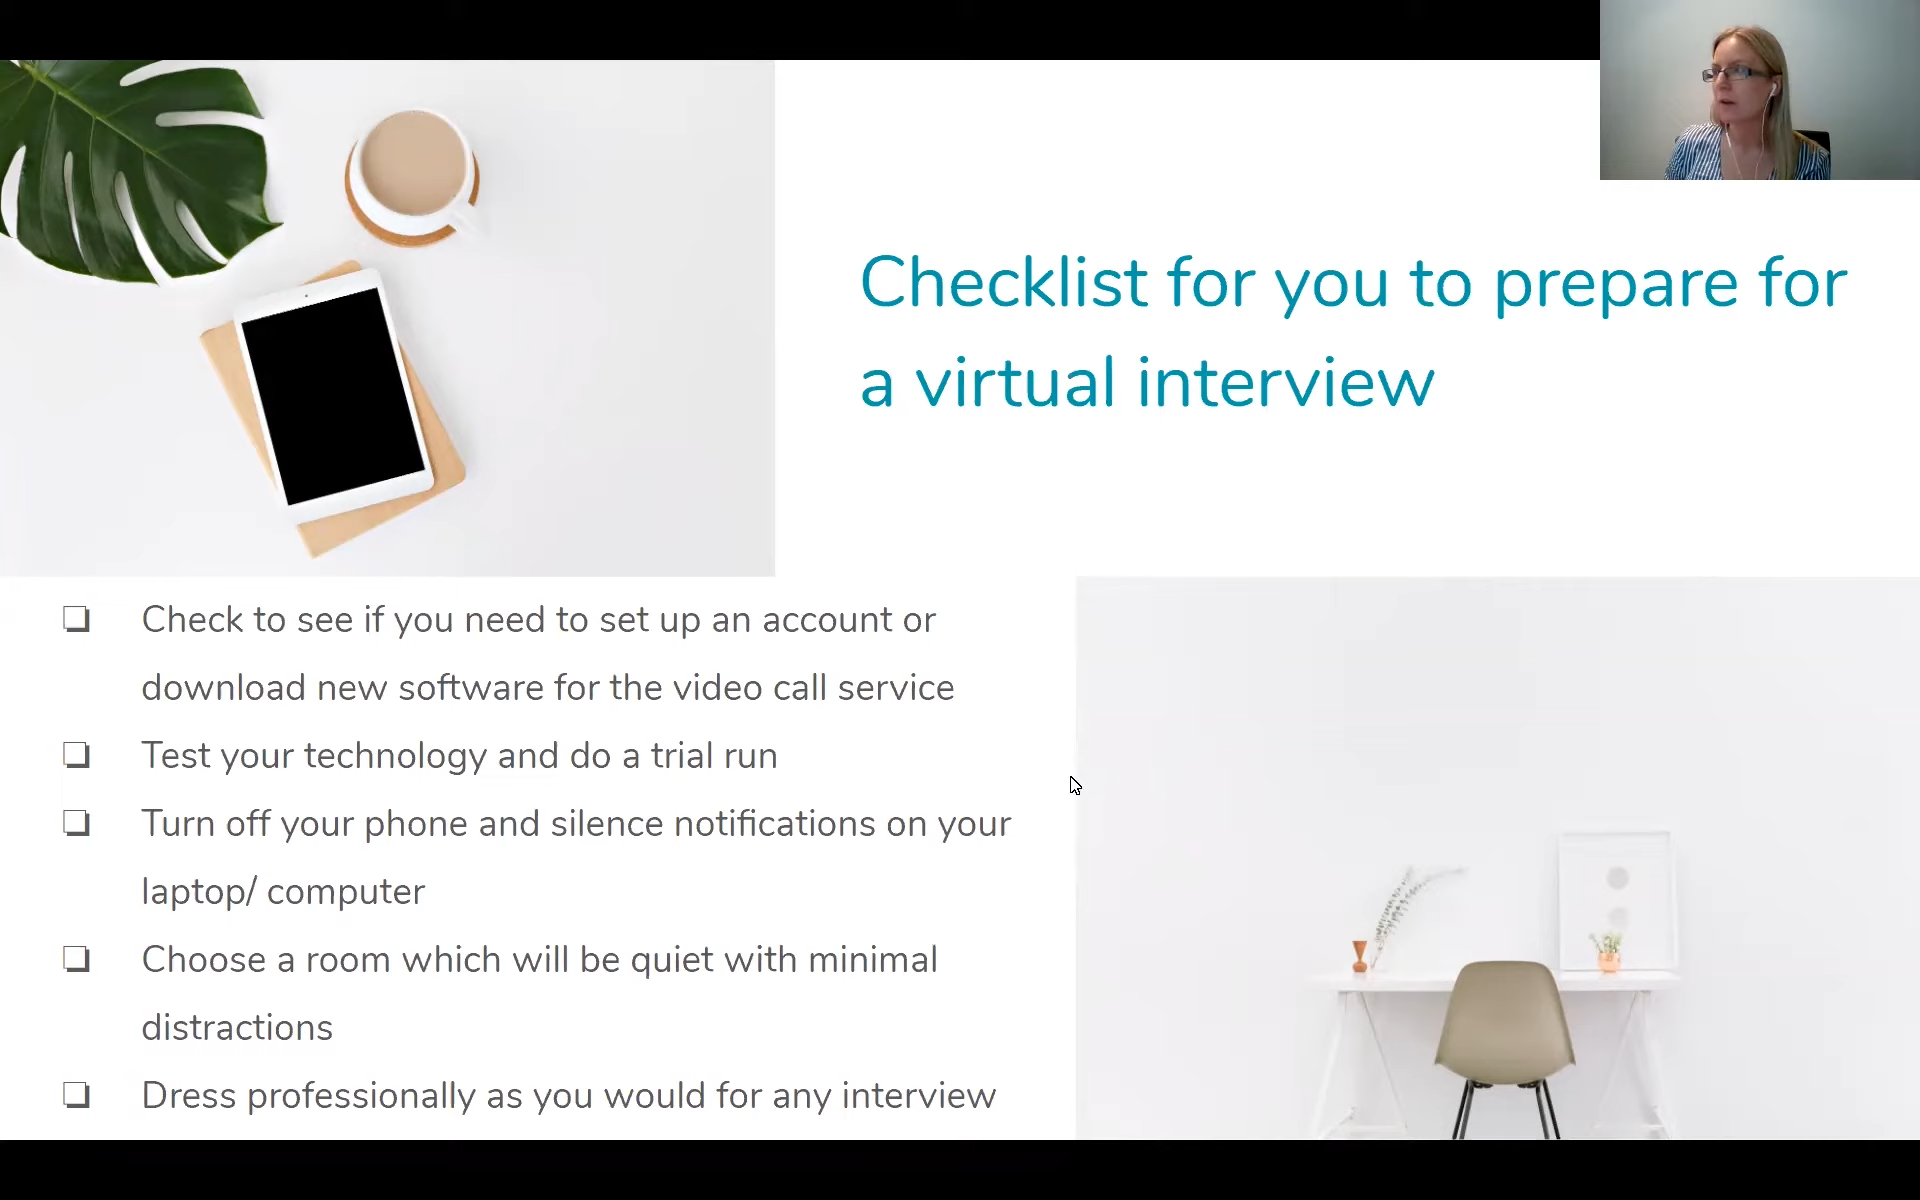 Checklist for you to prepare for
a virtual interview
❏ Check to see if you need to set up an account or
download new software for the video call service
❏ Test your technology and do a trial run
❏ Turn off your phone and silence notifications on your
laptop/ computer
❏ Choose a room which will be quiet with minimal
distractions
❏ Dress professionally as you would for any interview